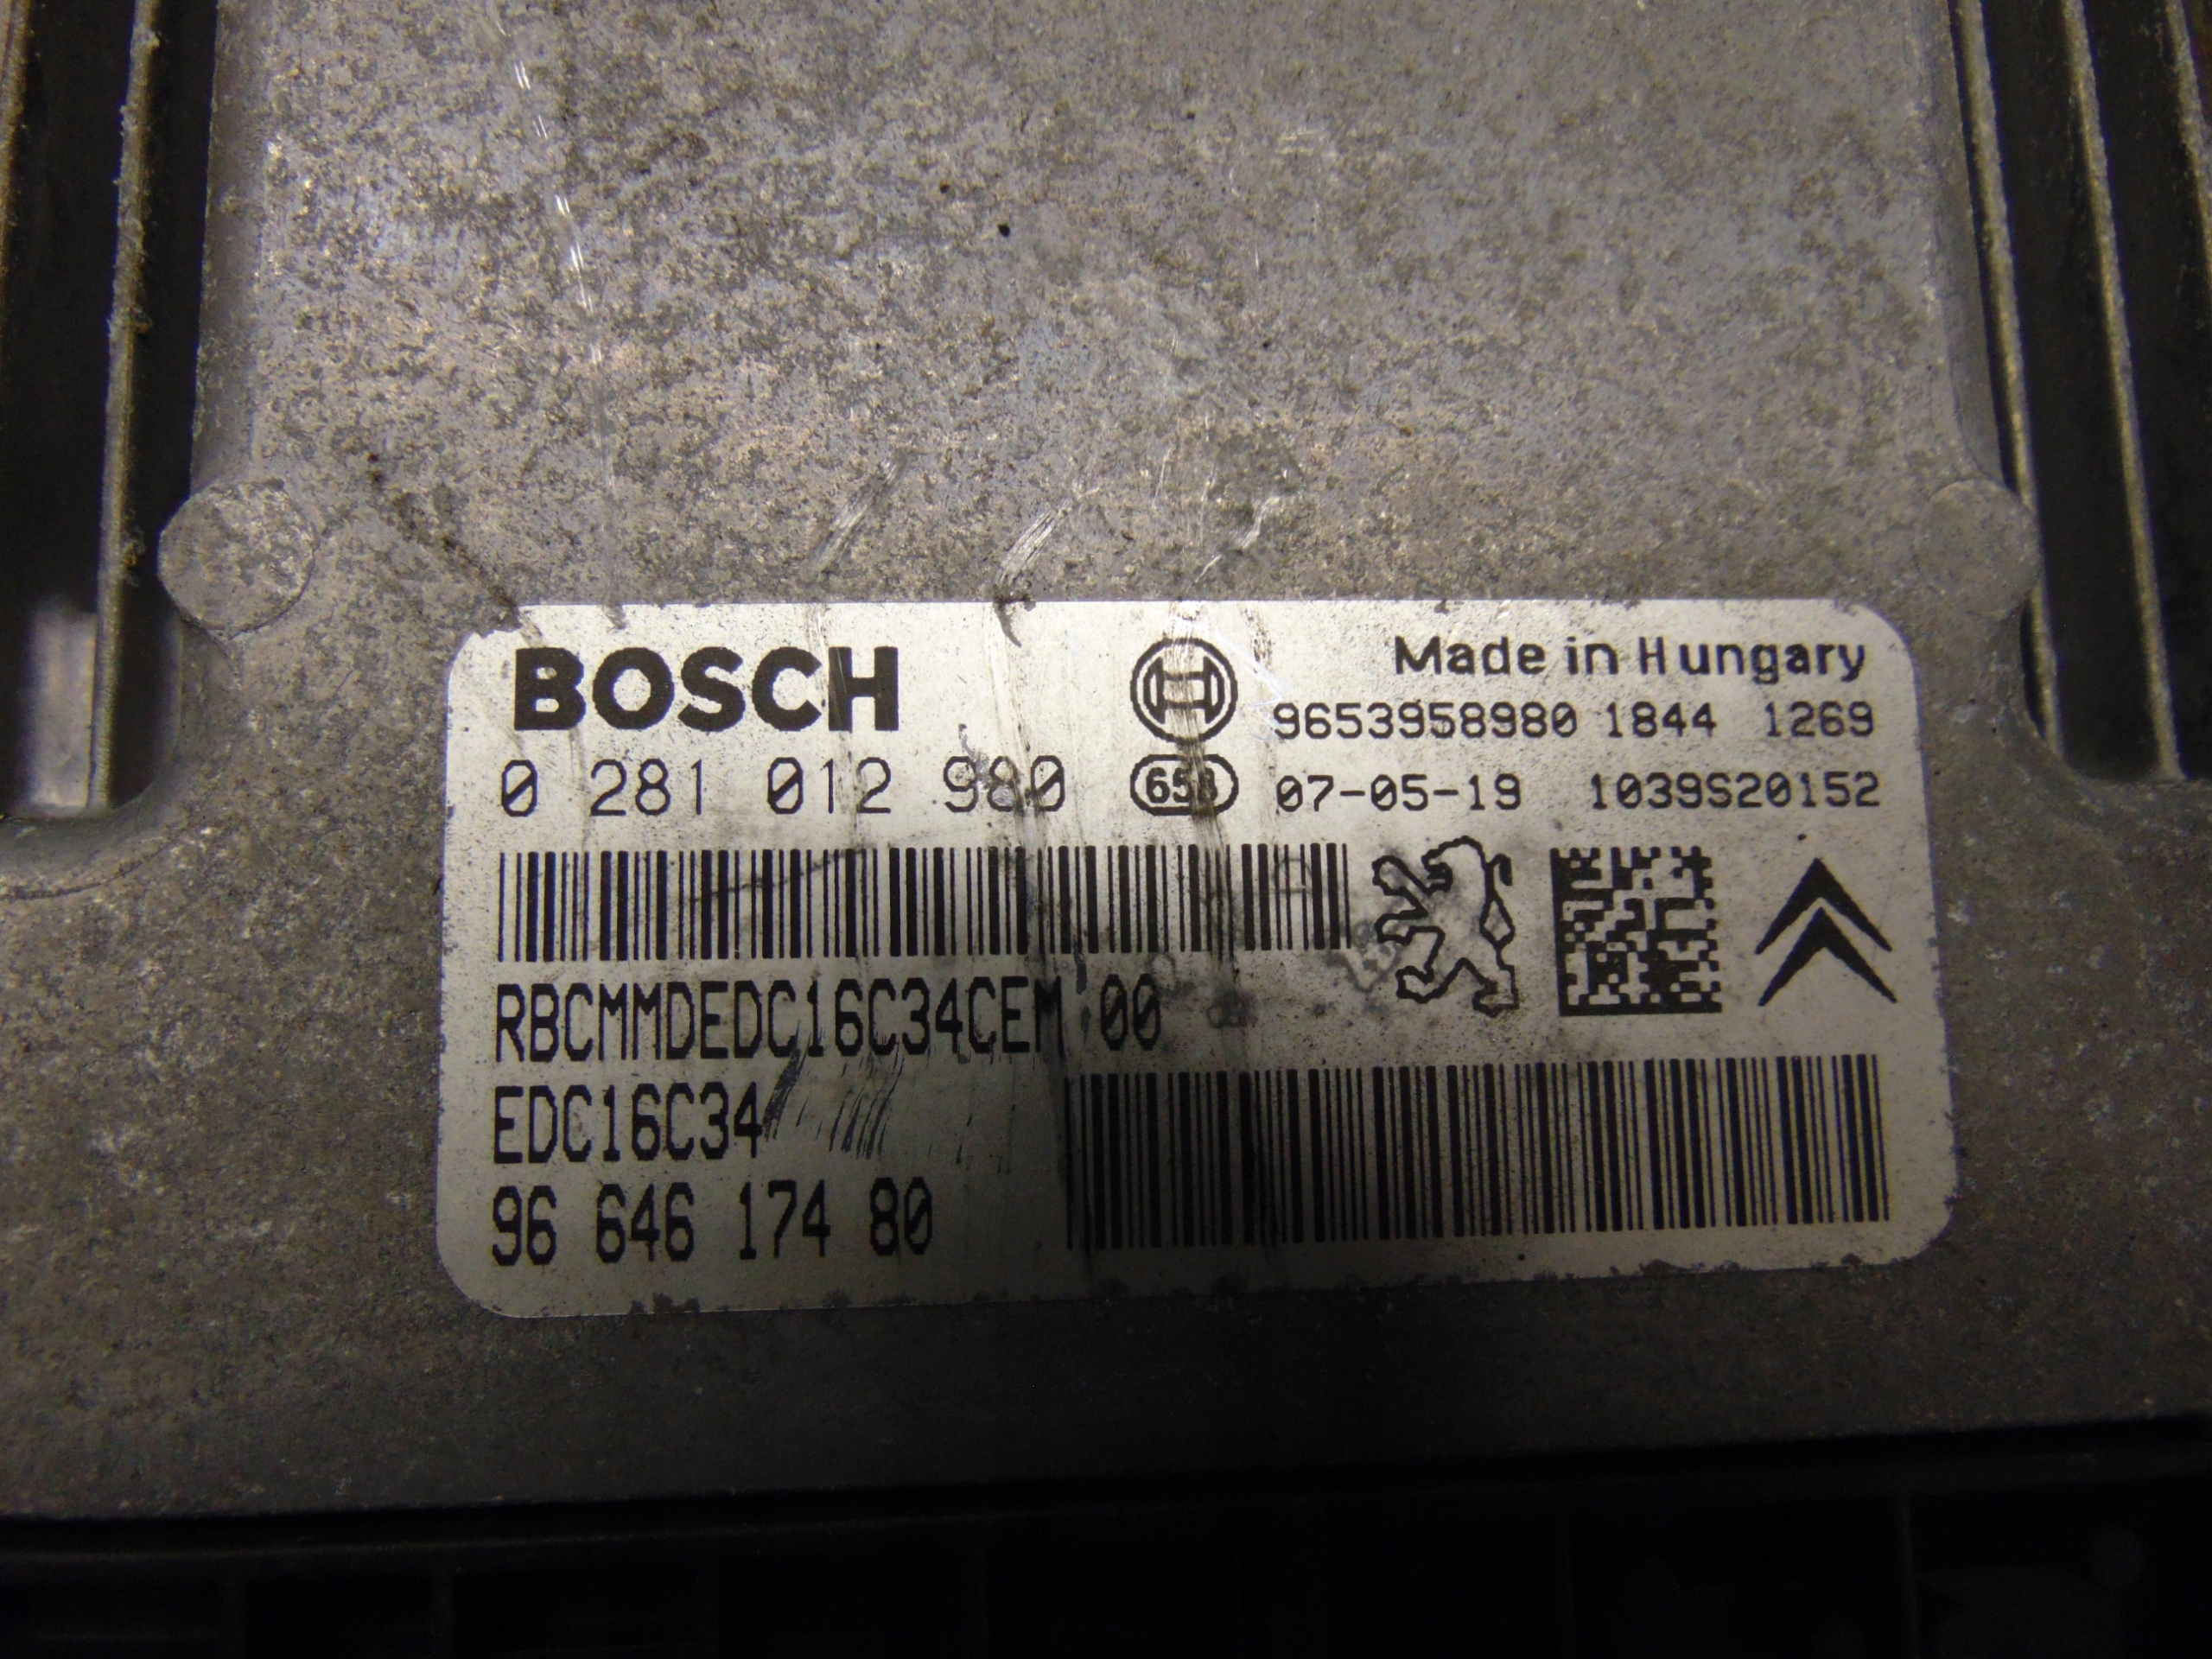 BOSCH
Made in Hungary
9653958980 1844 1269
0 281 012 980
07-05-19 1039S20152
RBCMMDEDC16C34CEM 00
EDC16C34
96 646 174 80